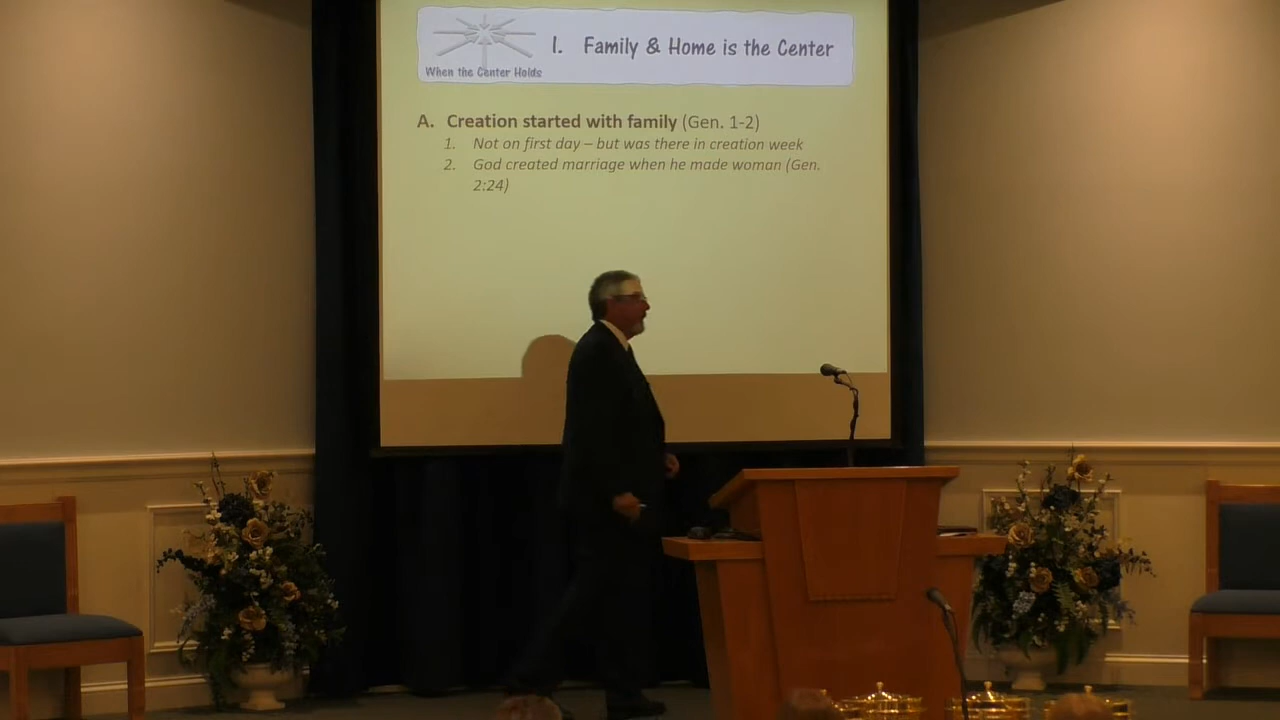 I. Family & Home is the Center
When the Center Holds
A. Creation started with family (Gen. 1-2)
1. Not on first day – but was there in creation week
2. God created marriage when he made woman (Gen.
2:24)